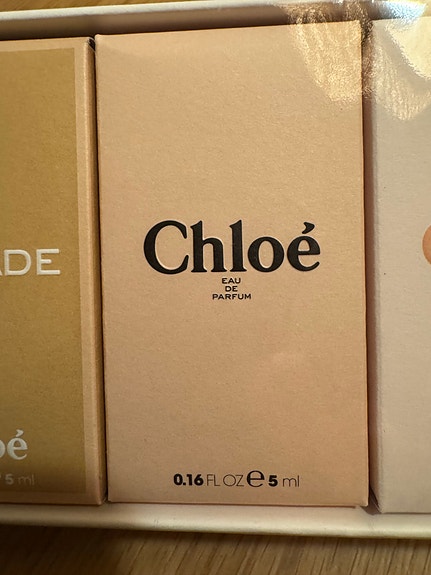 ADE
oé
5 ml
Chloé
EAU
DE
PARFUM
0.16 FL OZ e 5 ml